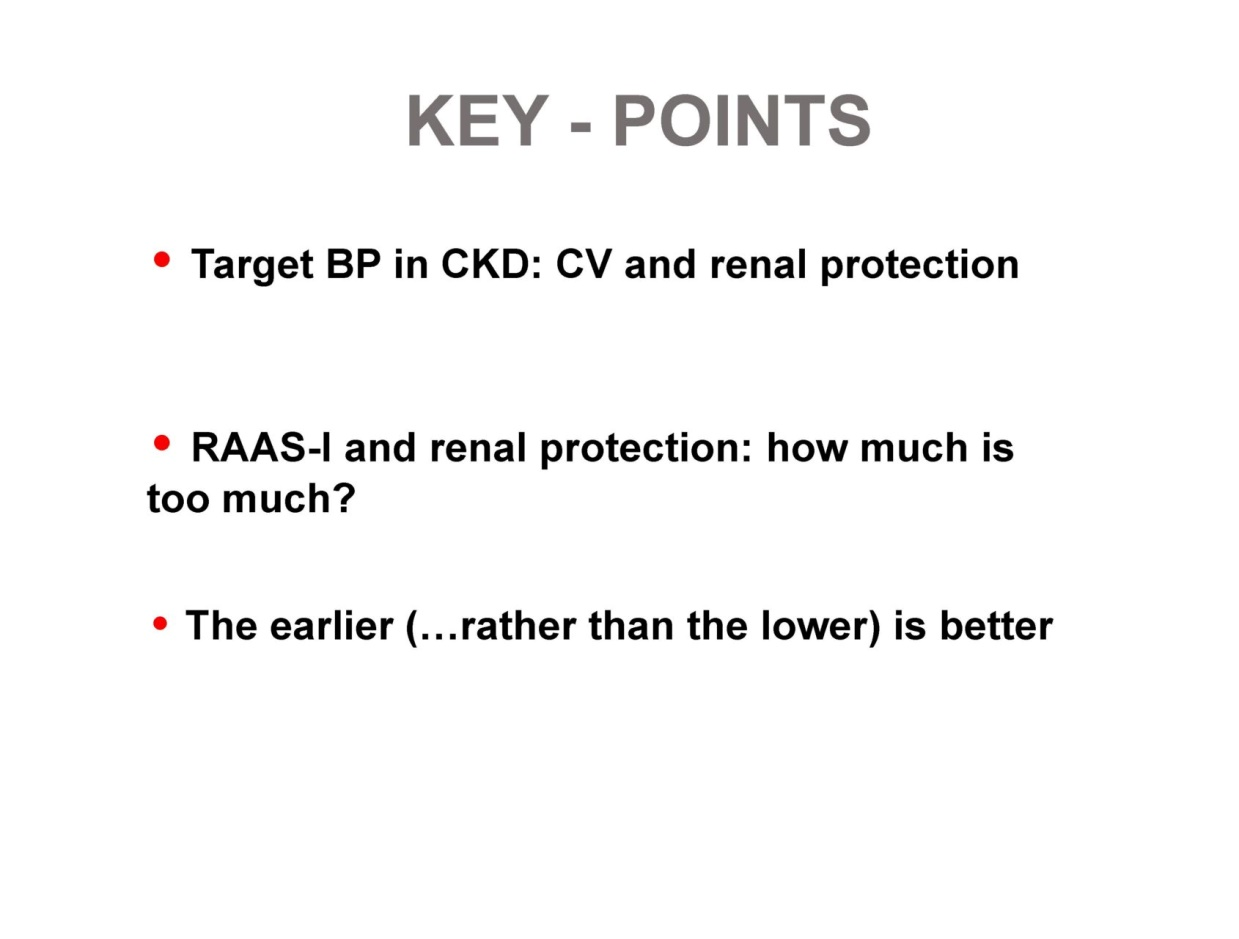 KEY - POINTS
• Target BP in CKD: CV and renal protection
• RAAS-I and renal protection: how much is
too much?
• The earlier (…rather than the lower) is better